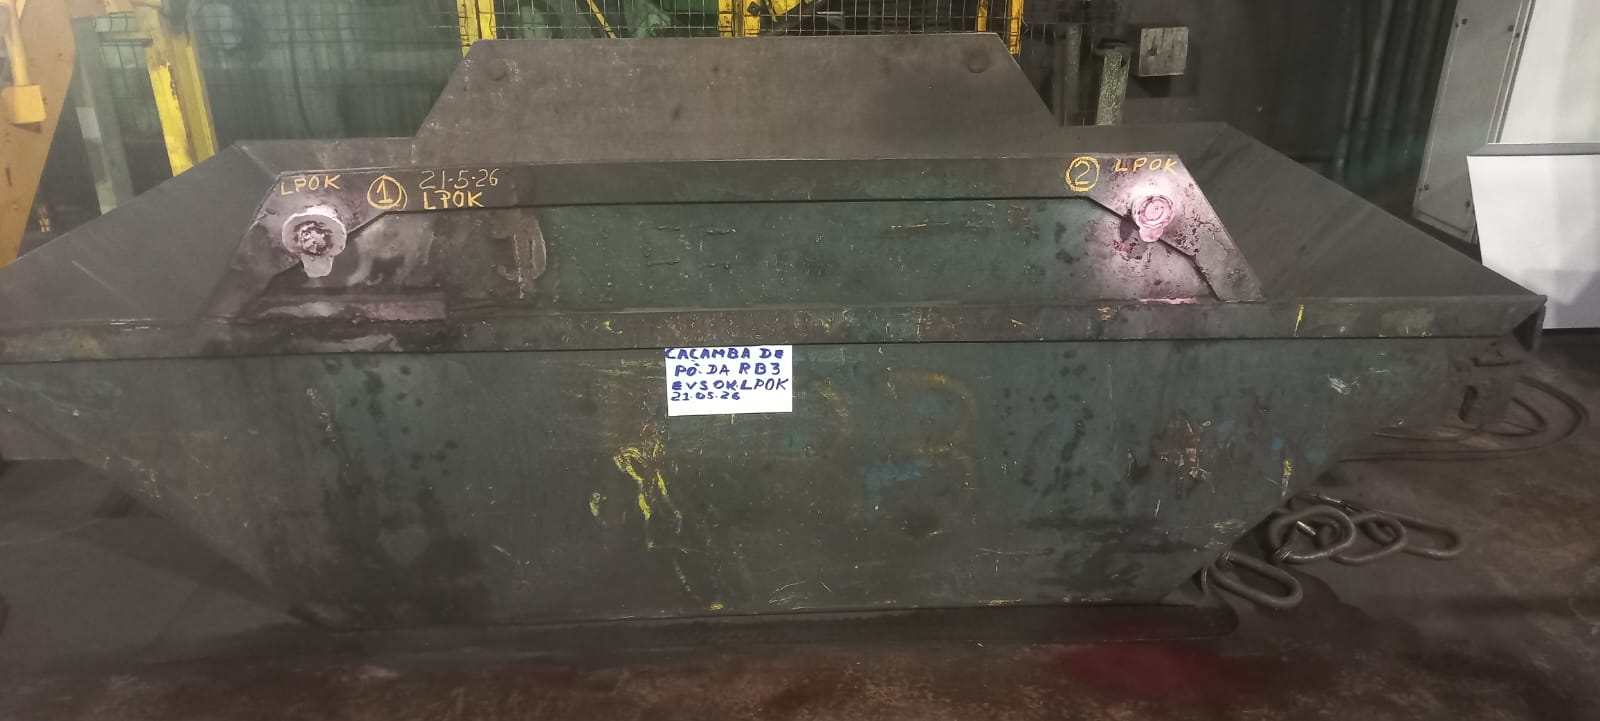 LPOK
1
21-5-26
LPOK
2
LPOK
CAÇAMBA DE
PÓ DA RB3
EVS OK.LPOK
21.05.26